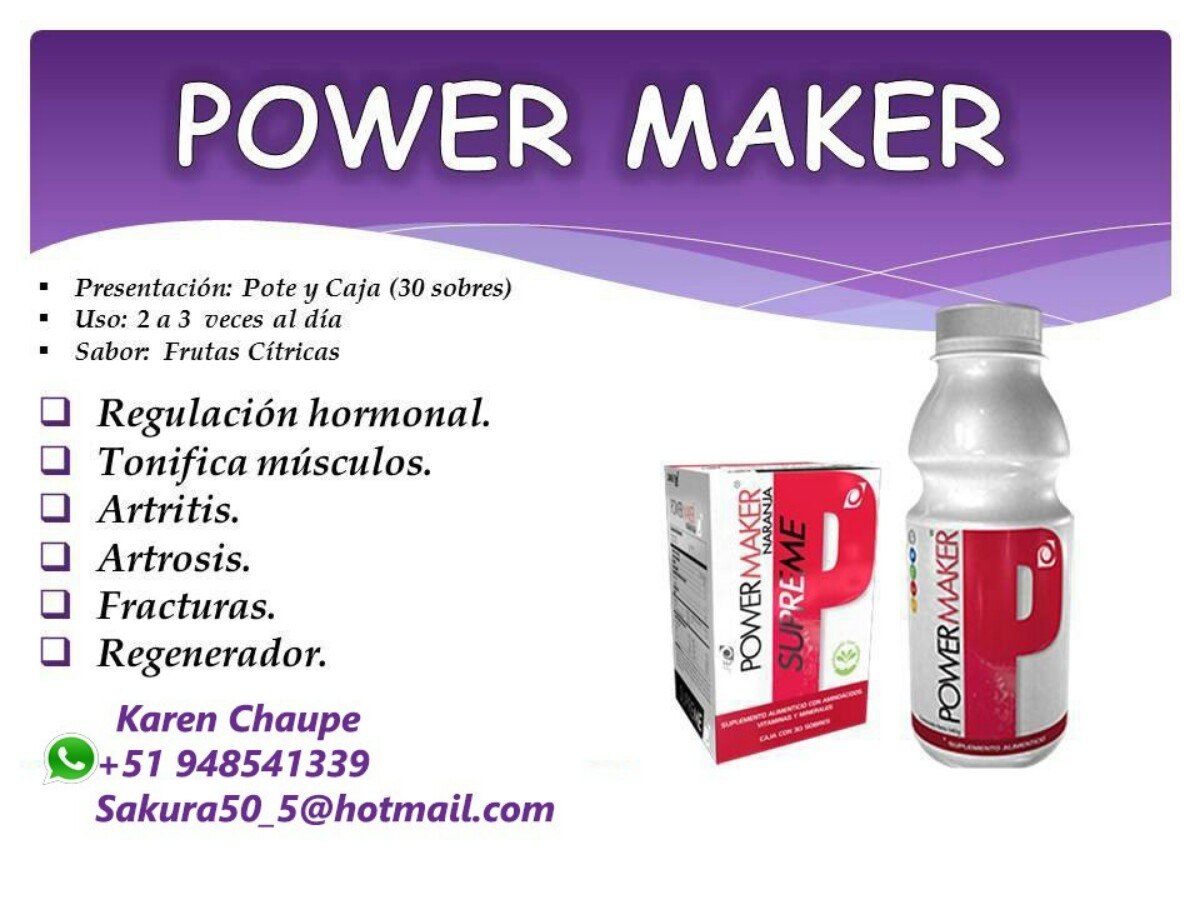 POWER MAKER
Presentación: Pote y Caja (30 sobres)
Uso: 2 a 3 veces al día
Sabor: Frutas Cítricas
Regulación hormonal.
Tonifica músculos.
Artritis.
Artrosis.
Fracturas.
Regenerador.
Karen Chaupe
+51 948541339
Sakura50_5@hotmail.com
POWER MAKER
NARANJA
SUPREME
P
SUPLEMENTO ALIMENTICIO CON AMINOÁCIDOS
VITAMINAS Y MINERALES
CAJA CON 30 SOBRES
POWER MAKER
POWERMAKER
P
SUPLEMENTO ALIMENTICIO